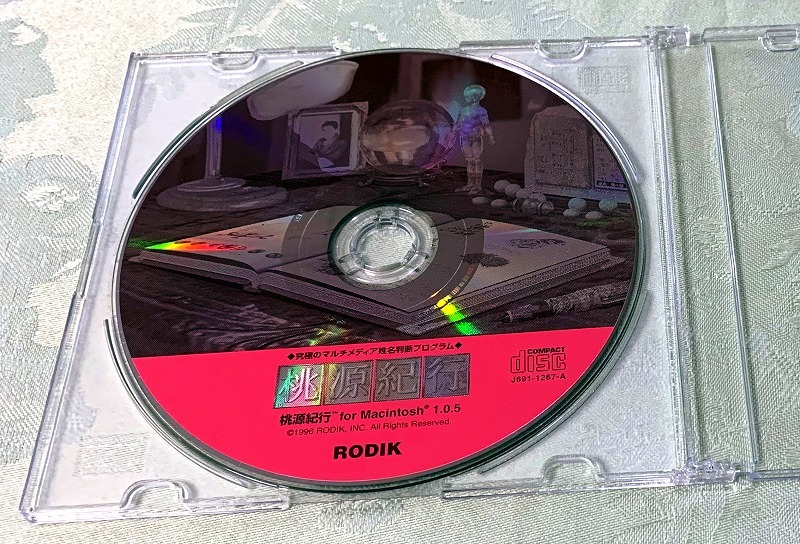 ◆究極のマルチメディア姓名判断プログラム◆
桃源紀行
COMPACT
disc
J691-1267-A
桃源紀行™ for Macintosh® 1.0.5
©1996 RODIK, INC. All Rights Reserved.
RODIK